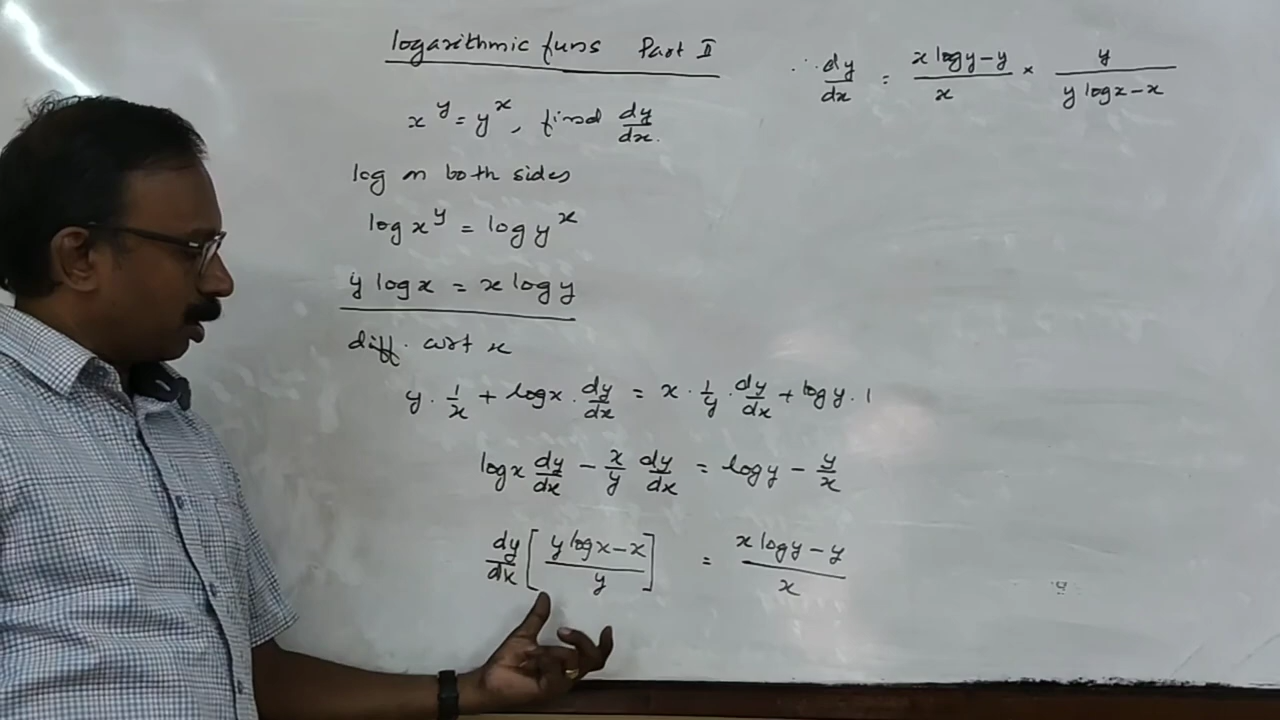 logarithmic funs Part II
x^y = y^x, find dy/dx.
log on both sides
log x^y = log y^x
y log x = x log y
diff. wrt x
y · 1/x + log x · dy/dx = x · 1/y · dy/dx + log y · 1
log x dy/dx - x/y dy/dx = log y - y/x
dy/dx [ (y log x - x)/y ] = (x log y - y)/x
∴ dy/dx = (x log y - y)/x × y/(y log x - x)